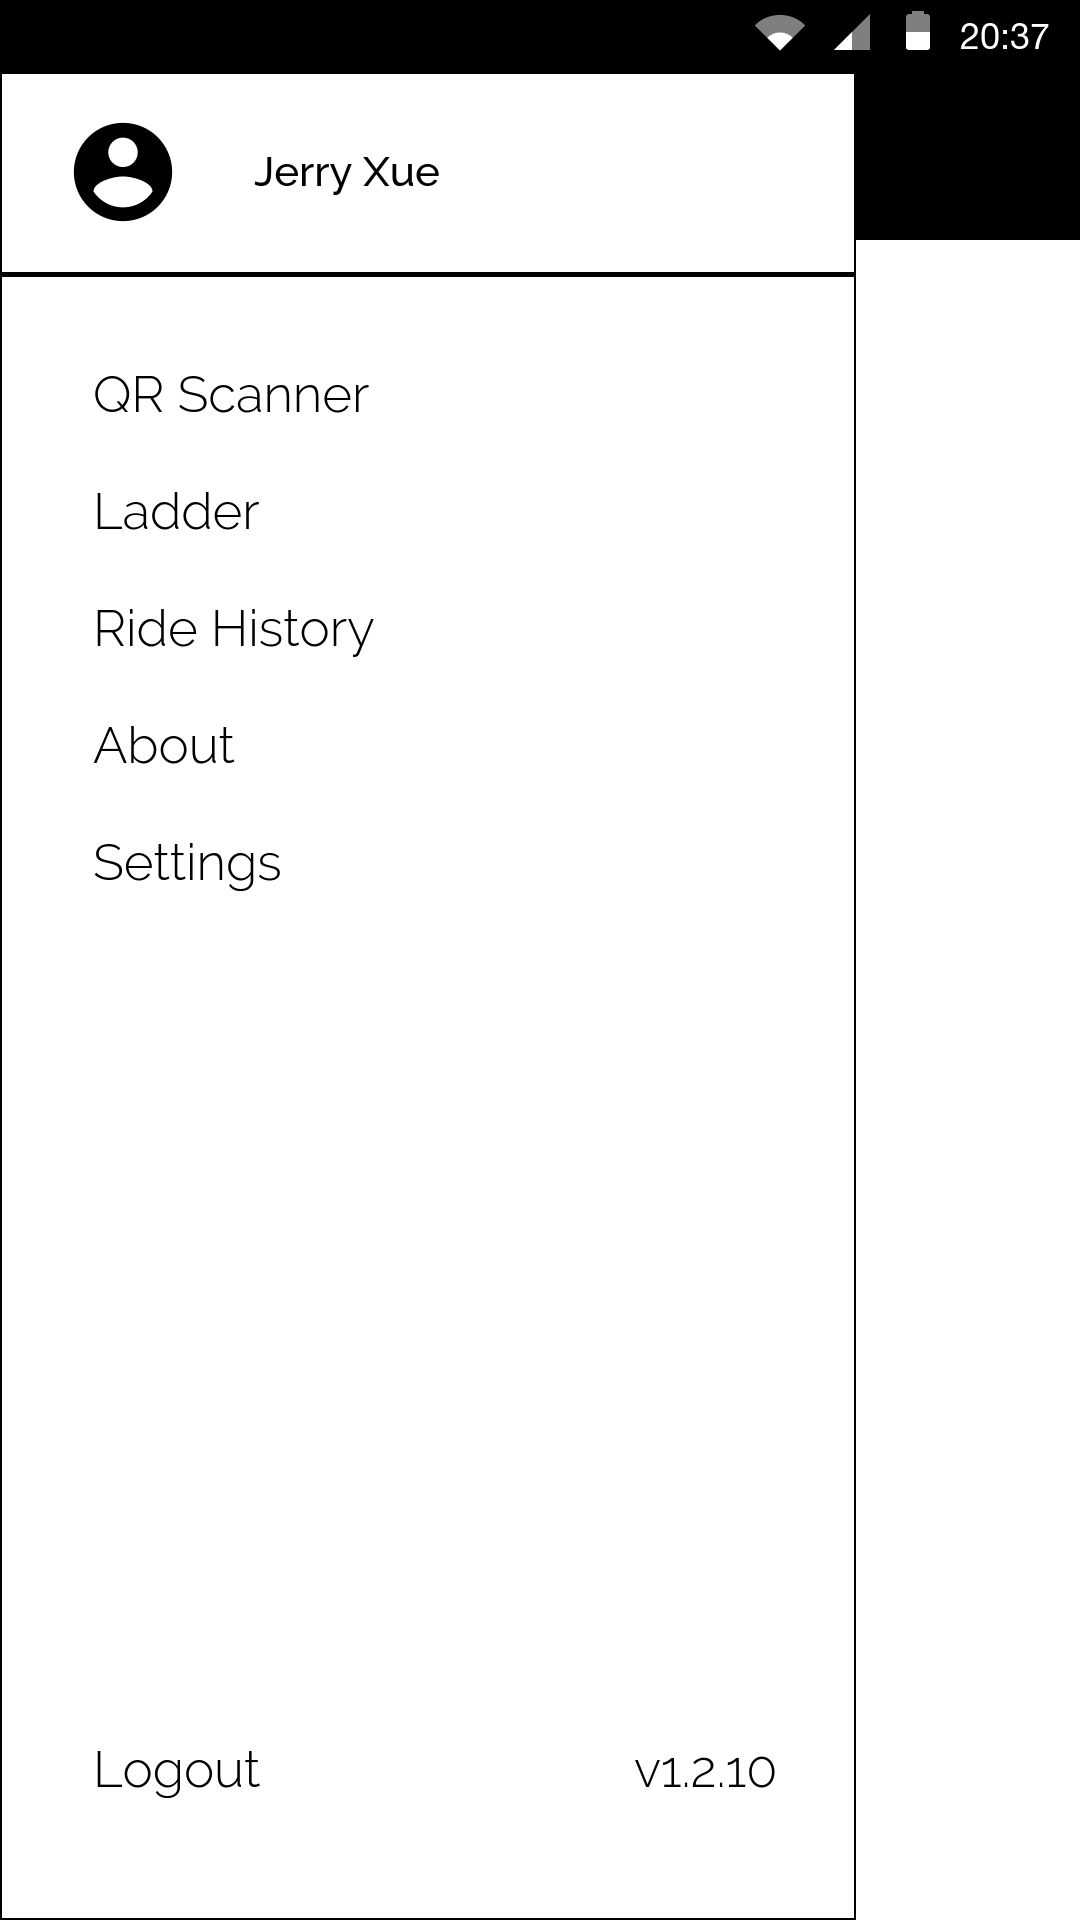 20:37
Jerry Xue
QR Scanner
Ladder
Ride History
About
Settings
Logout
v1.2.10